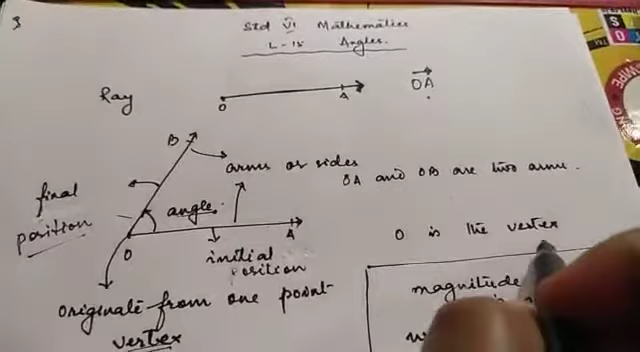 Std VI Mathematics
L-15 Angles.
Ray
O
A
OA
B
arms or sides
OA and OB are two arms.
final
position
angle.
O
A
initial
position
O is the vertex
originate from one point
vertex
magnitude